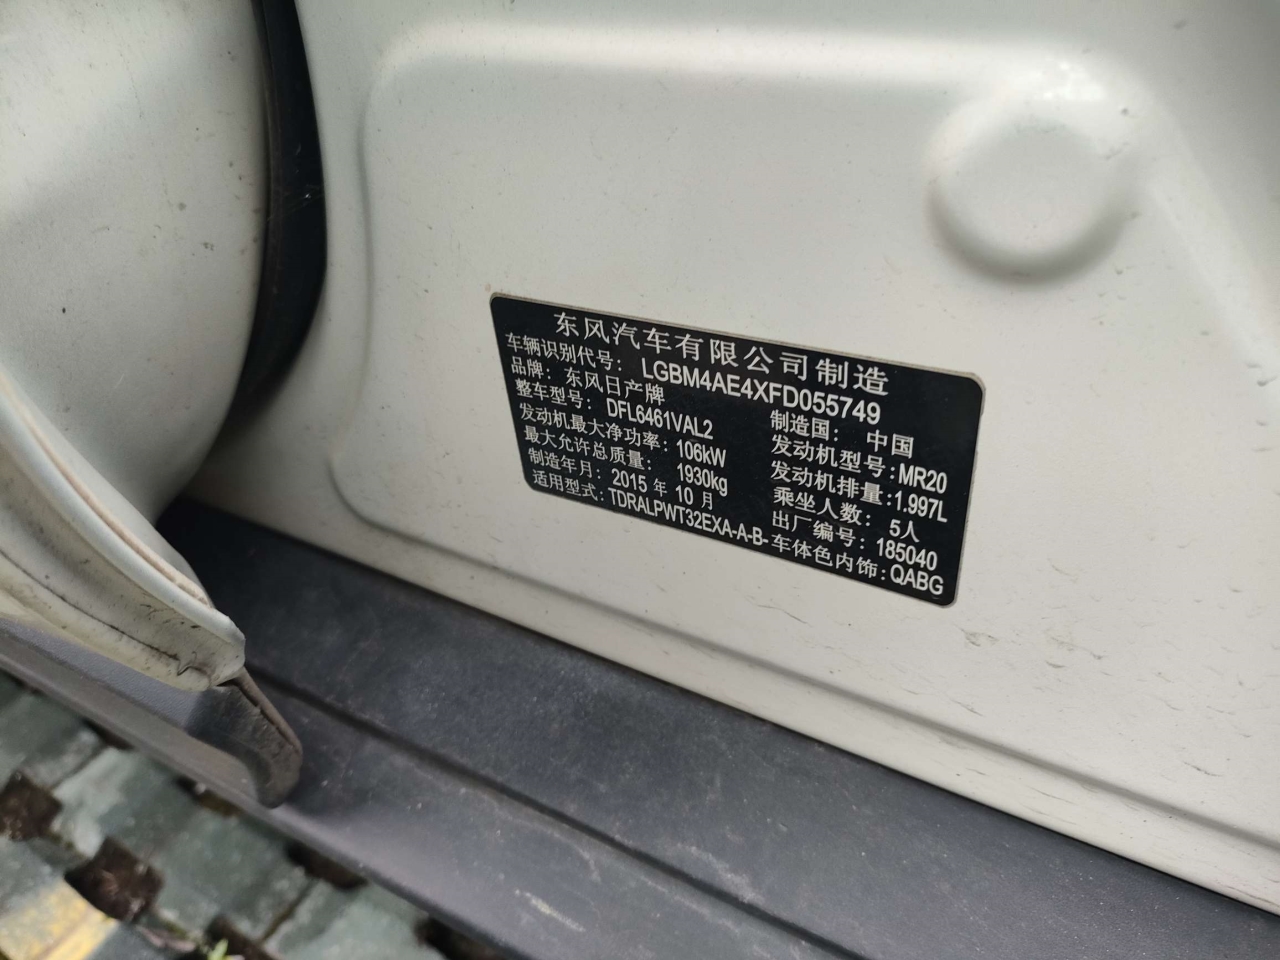 东风汽车有限公司制造
车辆识别代号: LGBM4AE4XFD055749
品牌: 东风日产牌 制造国: 中国
整车型号: DFL6461VAL2 发动机型号:MR20
发动机最大净功率: 106kW 发动机排量:1.997L
最大允许总质量: 1930kg 乘坐人数: 5人
制造年月: 2015 年 10 月 出厂编号: 185040
适用型式:TDRALPWT32EXA-A-B- 车体色内饰:QABG